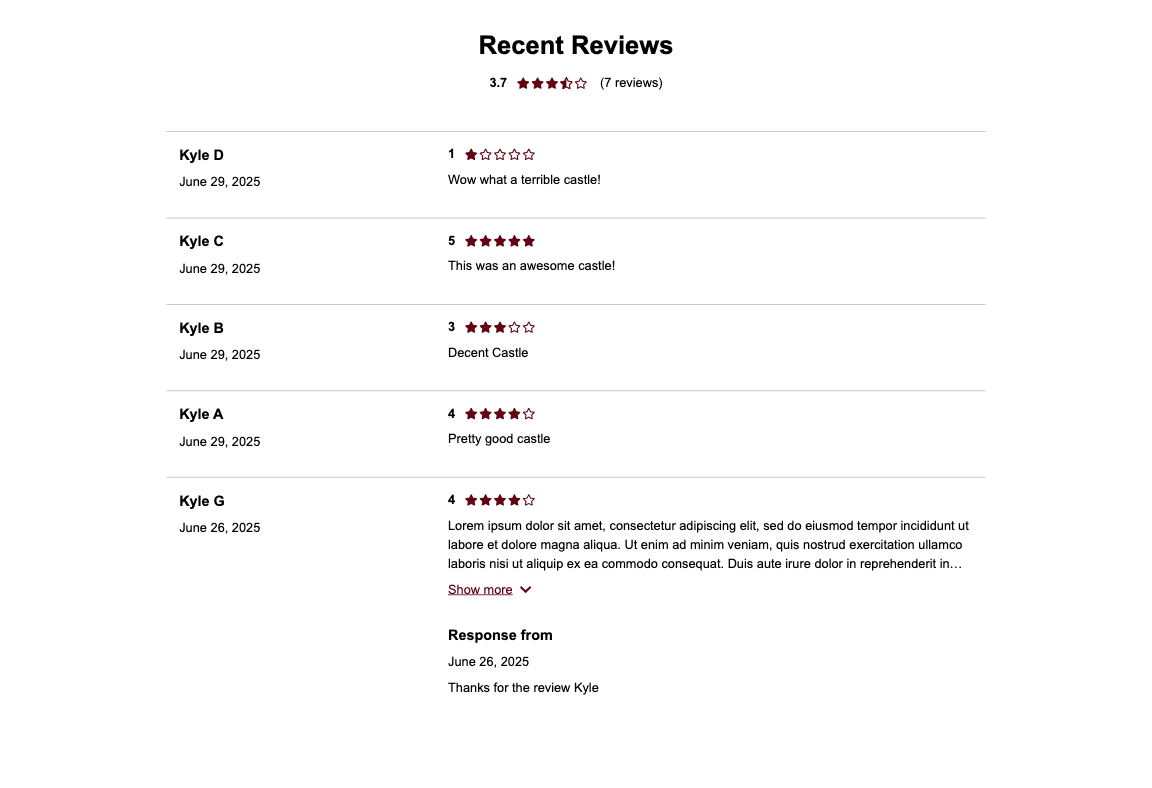 Recent Reviews
3.7 (7 reviews)
Kyle D
June 29, 2025
1
Wow what a terrible castle!
Kyle C
June 29, 2025
5
This was an awesome castle!
Kyle B
June 29, 2025
3
Decent Castle
Kyle A
June 29, 2025
4
Pretty good castle
Kyle G
June 26, 2025
4
Lorem ipsum dolor sit amet, consectetur adipiscing elit, sed do eiusmod tempor incididunt ut
labore et dolore magna aliqua. Ut enim ad minim veniam, quis nostrud exercitation ullamco
laboris nisi ut aliquip ex ea commodo consequat. Duis aute irure dolor in reprehenderit in…
Show more
Response from
June 26, 2025
Thanks for the review Kyle